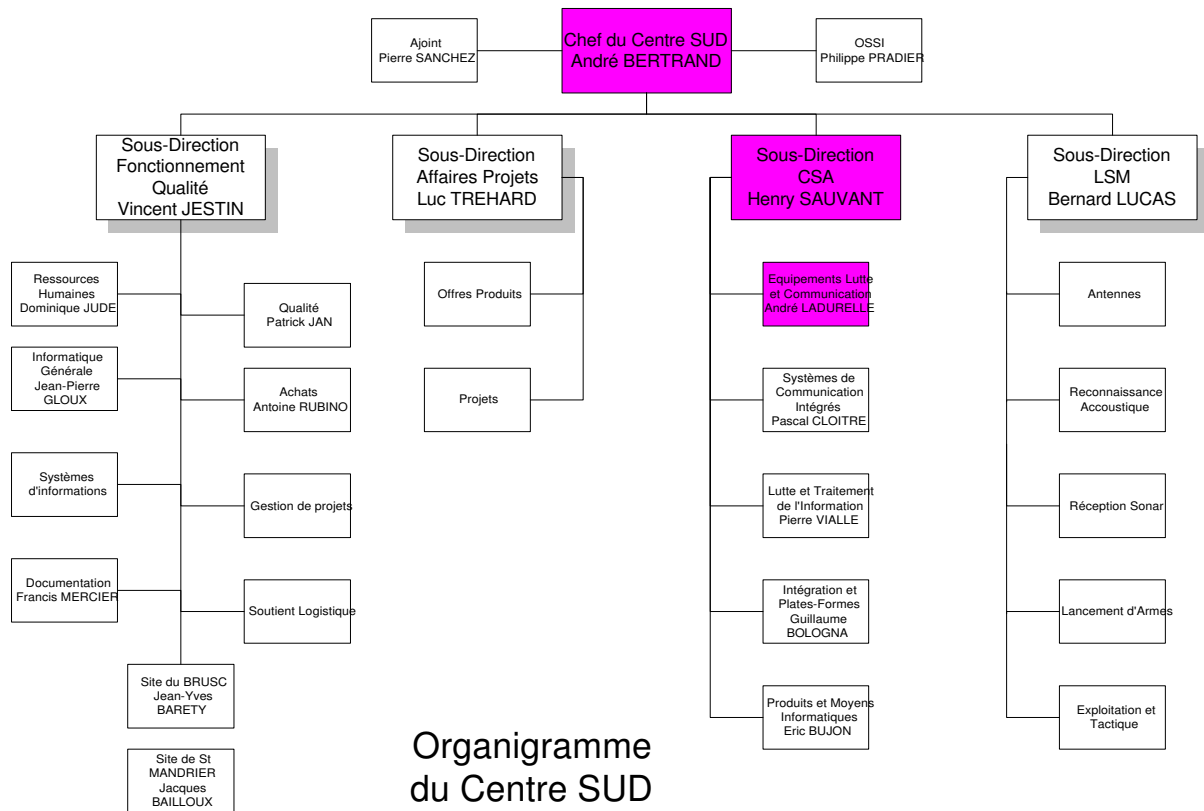 Ajoint
Pierre SANCHEZ
Chef du Centre SUD
André BERTRAND
OSSI
Philippe PRADIER
Sous-Direction
Fonctionnement
Qualité
Vincent JESTIN
Sous-Direction
Affaires Projets
Luc TREHARD
Sous-Direction
CSA
Henry SAUVANT
Sous-Direction
LSM
Bernard LUCAS
Ressources
Humaines
Dominique JUDE
Qualité
Patrick JAN
Informatique
Générale
Jean-Pierre
GLOUX
Achats
Antoine RUBINO
Systèmes
d'informations
Gestion de projets
Documentation
Francis MERCIER
Soutient Logistique
Site du BRUSC
Jean-Yves
BARETY
Site de St
MANDRIER
Jacques
BAILLOUX
Offres Produits
Projets
Equipements Lutte
et Communication
André LADURELLE
Systèmes de
Communication
Intégrés
Pascal CLOITRE
Lutte et Traitement
de l'Information
Pierre VIALLE
Intégration et
Plates-Formes
Guillaume
BOLOGNA
Produits et Moyens
Informatiques
Eric BUJON
Antennes
Reconnaissance
Accoustique
Réception Sonar
Lancement d'Armes
Exploitation et
Tactique
Organigramme
du Centre SUD